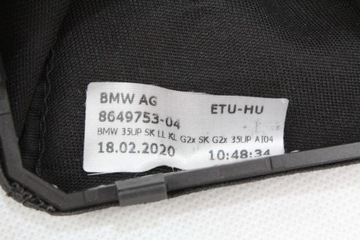 BMW AG ETU-HU
8649753-04
BMW 35UP SK LL KL G2x SK G2x 35UP AI04
18.02.2020 10:48:34